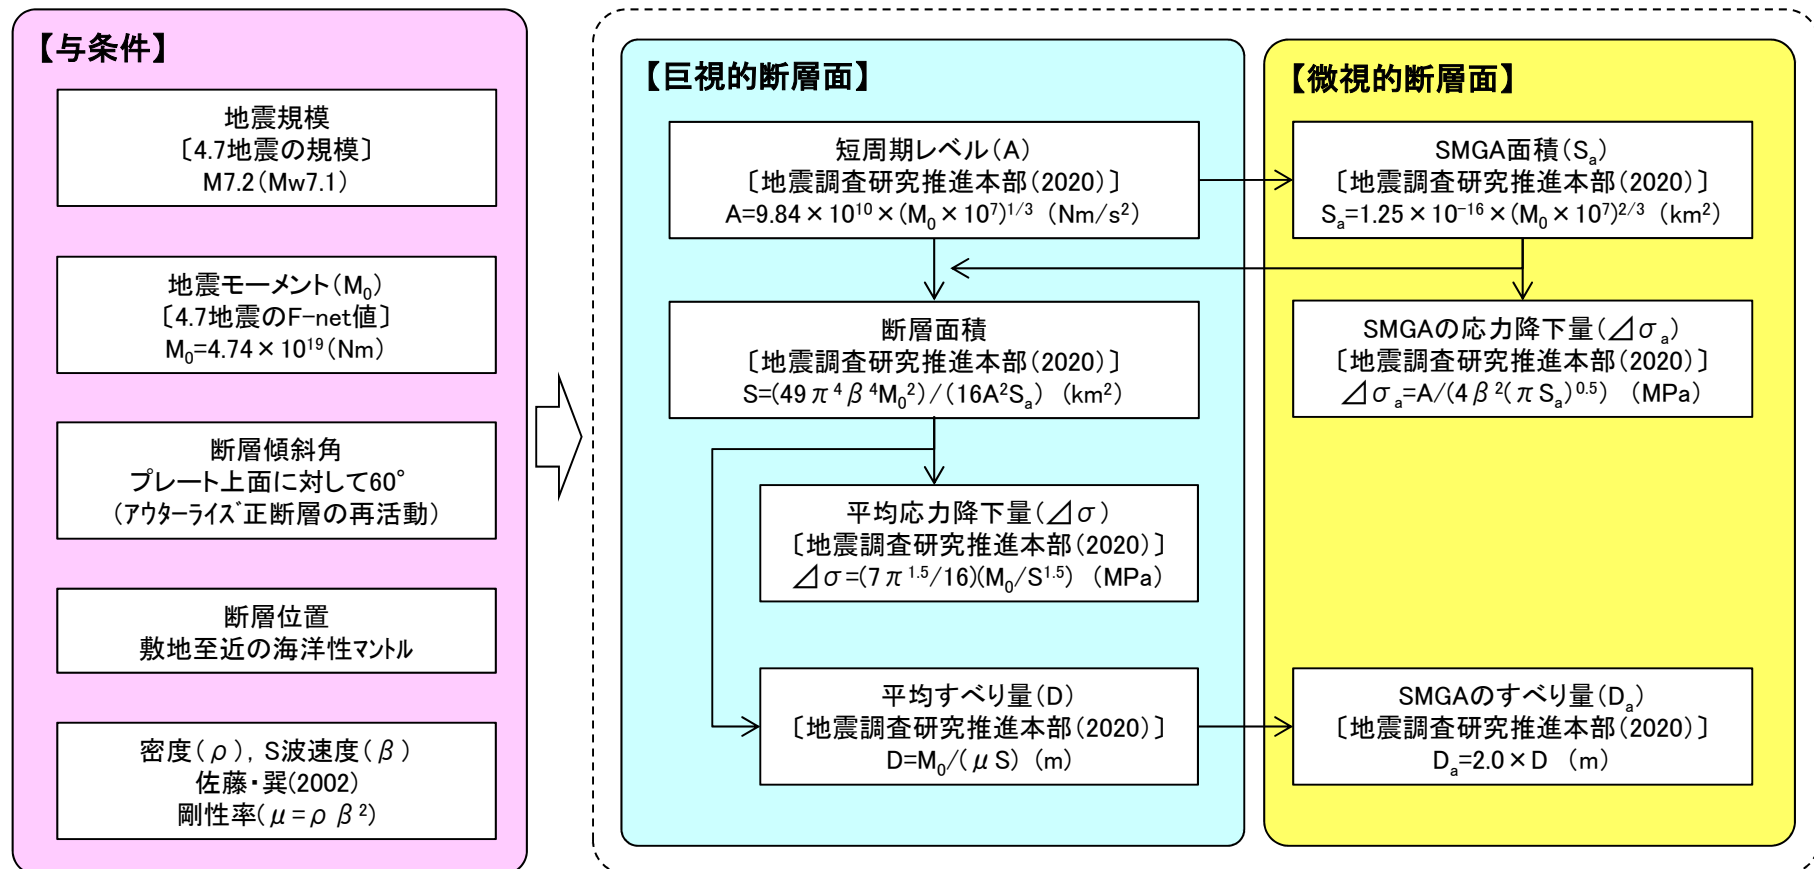 【与条件】
地震規模
〔4.7地震の規模〕
M7.2(Mw7.1)
地震モーメント(M₀)
〔4.7地震のF-net値〕
M₀=4.74×10¹⁹(Nm)
断層傾斜角
プレート上面に対して60°
(アウターライズ正断層の再活動)
断層位置
敷地至近の海洋性マントル
密度(ρ), S波速度(β)
佐藤・巽(2002)
剛性率(μ=ρβ²)
【巨視的断層面】
短周期レベル(A)
〔地震調査研究推進本部(2020)〕
A=9.84×10¹⁰×(M₀×10⁷)¹/³ (Nm/s²)
断層面積
〔地震調査研究推進本部(2020)〕
S=(49π⁴β⁴M₀²)/(16A²Sₐ) (km²)
平均応力降下量(⊿σ)
〔地震調査研究推進本部(2020)〕
⊿σ=(7π¹·⁵/16)(M₀/S¹·⁵) (MPa)
平均すべり量(D)
〔地震調査研究推進本部(2020)〕
D=M₀/(μS) (m)
【微視的断層面】
SMGA面積(Sₐ)
〔地震調査研究推進本部(2020)〕
Sₐ=1.25×10⁻¹⁶×(M₀×10⁷)²/³ (km²)
SMGAの応力降下量(⊿σₐ)
〔地震調査研究推進本部(2020)〕
⊿σₐ=A/(4β²(πSₐ)⁰·⁵) (MPa)
SMGAのすべり量(Dₐ)
〔地震調査研究推進本部(2020)〕
Dₐ=2.0×D (m)